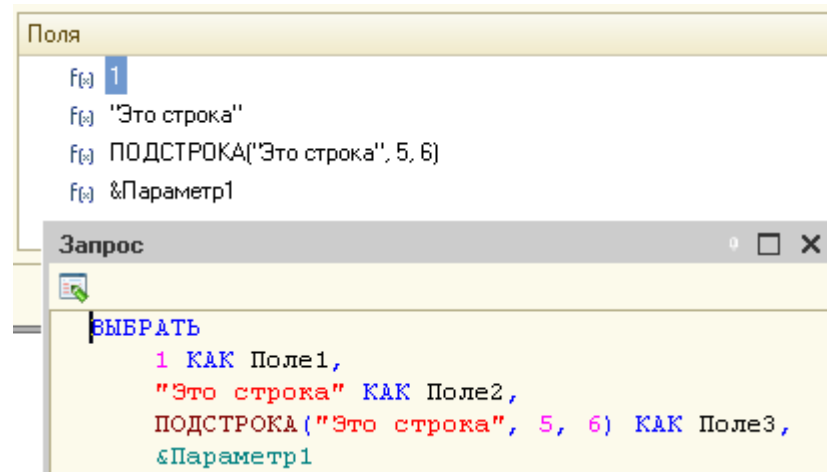 Поля
f(x) 1
f(x) "Это строка"
f(x) ПОДСТРОКА("Это строка", 5, 6)
f(x) &Параметр1
Запрос
ВЫБРАТЬ
1 КАК Поле1,
"Это строка" КАК Поле2,
ПОДСТРОКА("Это строка", 5, 6) КАК Поле3,
&Параметр1